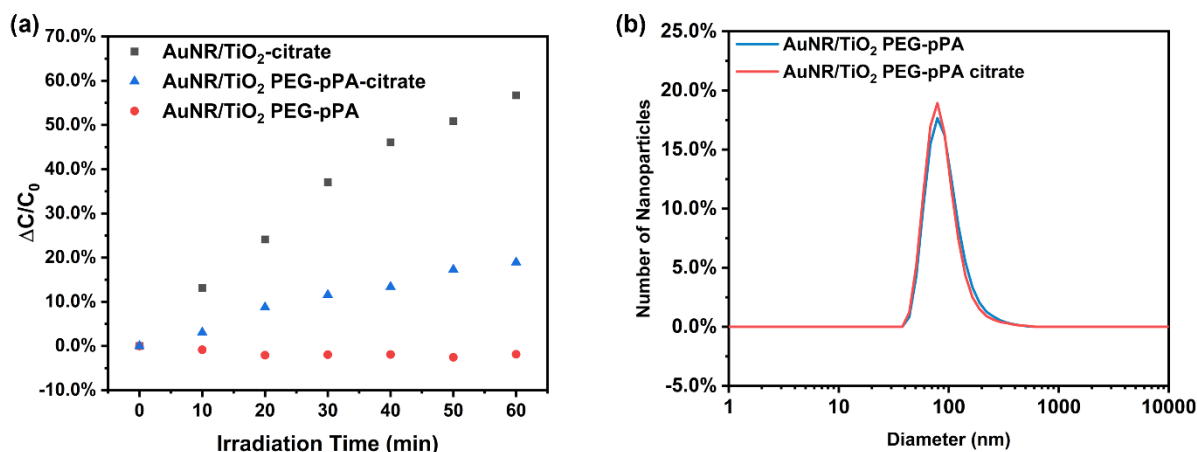 (a)
70.0%
60.0%
50.0%
40.0%
30.0%
20.0%
10.0%
0.0%
-10.0%
ΔC/C₀
AuNR/TiO₂-citrate
AuNR/TiO₂ PEG-pPA-citrate
AuNR/TiO₂ PEG-pPA
0 10 20 30 40 50 60
Irradiation Time (min)
(b)
25.0%
20.0%
15.0%
10.0%
5.0%
0.0%
-5.0%
Number of Nanoparticles
AuNR/TiO₂ PEG-pPA
AuNR/TiO₂ PEG-pPA citrate
1 10 100 1000 10000
Diameter (nm)